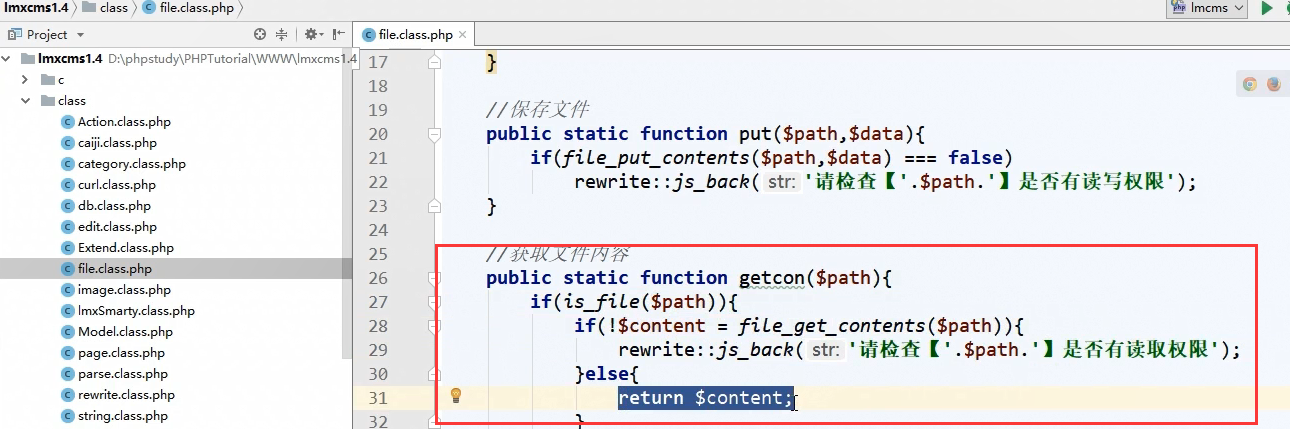 lmxcms1.4 class file.class.php
lmcms
Project
file.class.php
lmxcms1.4 D:\phpstudy\PHPTutorial\WWW\lmxcms1.4
c
class
Action.class.php
caiji.class.php
category.class.php
curl.class.php
db.class.php
edit.class.php
Extend.class.php
file.class.php
image.class.php
lmxSmarty.class.php
Model.class.php
page.class.php
parse.class.php
rewrite.class.php
string.class.php
17 }
18
19 //保存文件
20 public static function put($path,$data){
21 if(file_put_contents($path,$data) === false)
22 rewrite::js_back( str: '请检查【'.$path.'】是否有读写权限');
23 }
24
25 //获取文件内容
26 public static function getcon($path){
27 if(is_file($path)){
28 if(!$content = file_get_contents($path)){
29 rewrite::js_back( str: '请检查【'.$path.'】是否有读取权限');
30 }else{
31 return $content;
32 }